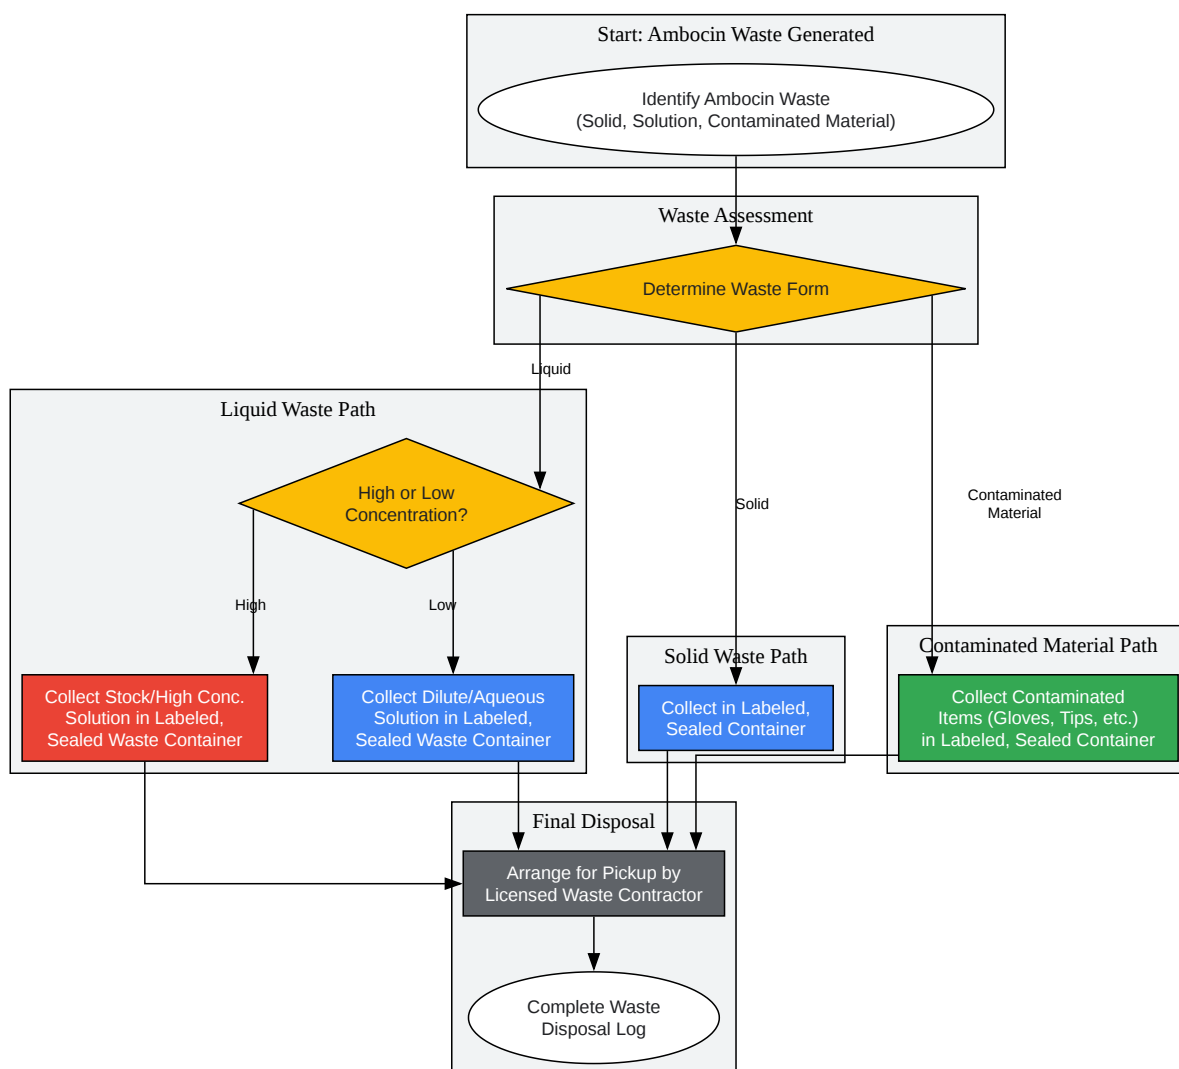 Start: Ambocin Waste Generated
Identify Ambocin Waste
(Solid, Solution, Contaminated Material)
Waste Assessment
Determine Waste Form
Liquid
Liquid Waste Path
High or Low
Concentration?
Solid
Contaminated
Material
High
Low
Solid Waste Path
Contaminated Material Path
Collect Stock/High Conc.
Solution in Labeled,
Sealed Waste Container
Collect Dilute/Aqueous
Solution in Labeled,
Sealed Waste Container
Collect in Labeled,
Sealed Container
Collect Contaminated
Items (Gloves, Tips, etc.)
in Labeled, Sealed Container
Final Disposal
Arrange for Pickup by
Licensed Waste Contractor
Complete Waste
Disposal Log